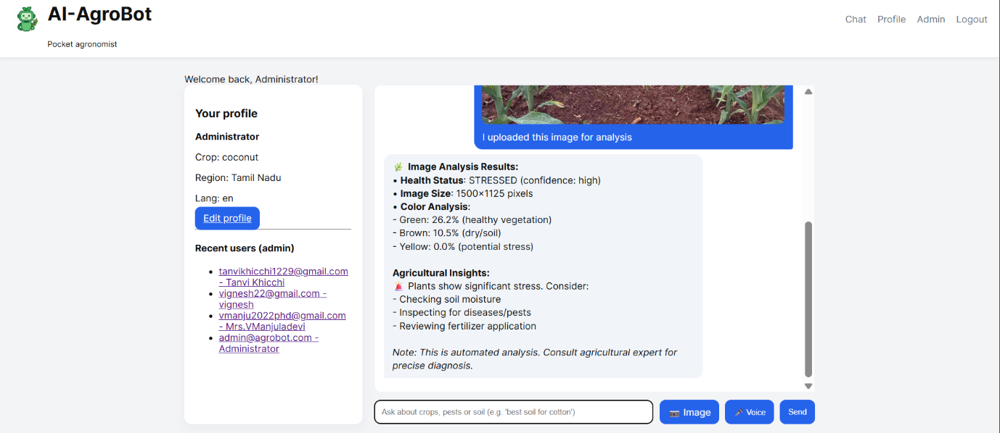 AI-AgroBot
Pocket agronomist
Chat Profile Admin Logout
Welcome back, Administrator!
Your profile
Administrator
Crop: coconut
Region: Tamil Nadu
Lang: en
Edit profile
Recent users (admin)
• tanvikhicchi1229@gmail.com
- Tanvi Khicchi
• vignesh22@gmail.com -
vignesh
• vmanju2022phd@gmail.com
- Mrs.VManjuladevi
• admin@agrobot.com -
Administrator
I uploaded this image for analysis
Image Analysis Results:
• Health Status: STRESSED (confidence: high)
• Image Size: 1500×1125 pixels
• Color Analysis:
- Green: 26.2% (healthy vegetation)
- Brown: 10.5% (dry/soil)
- Yellow: 0.0% (potential stress)
Agricultural Insights:
Plants show significant stress. Consider:
- Checking soil moisture
- Inspecting for diseases/pests
- Reviewing fertilizer application
Note: This is automated analysis. Consult agricultural expert for
precise diagnosis.
Ask about crops, pests or soil (e.g. 'best soil for cotton')
Image
Voice
Send